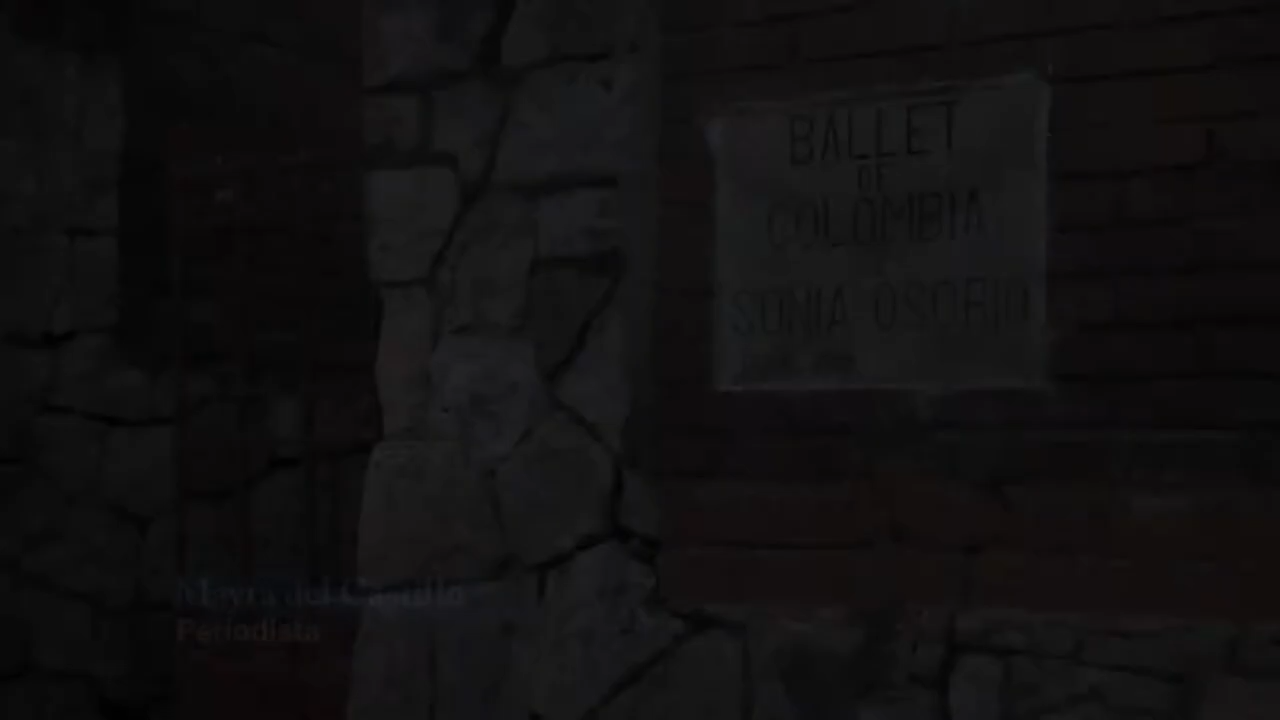 BALLET
DE
COLOMBIA
SONIA OSORIO
Mayra del Castillo
Periodista